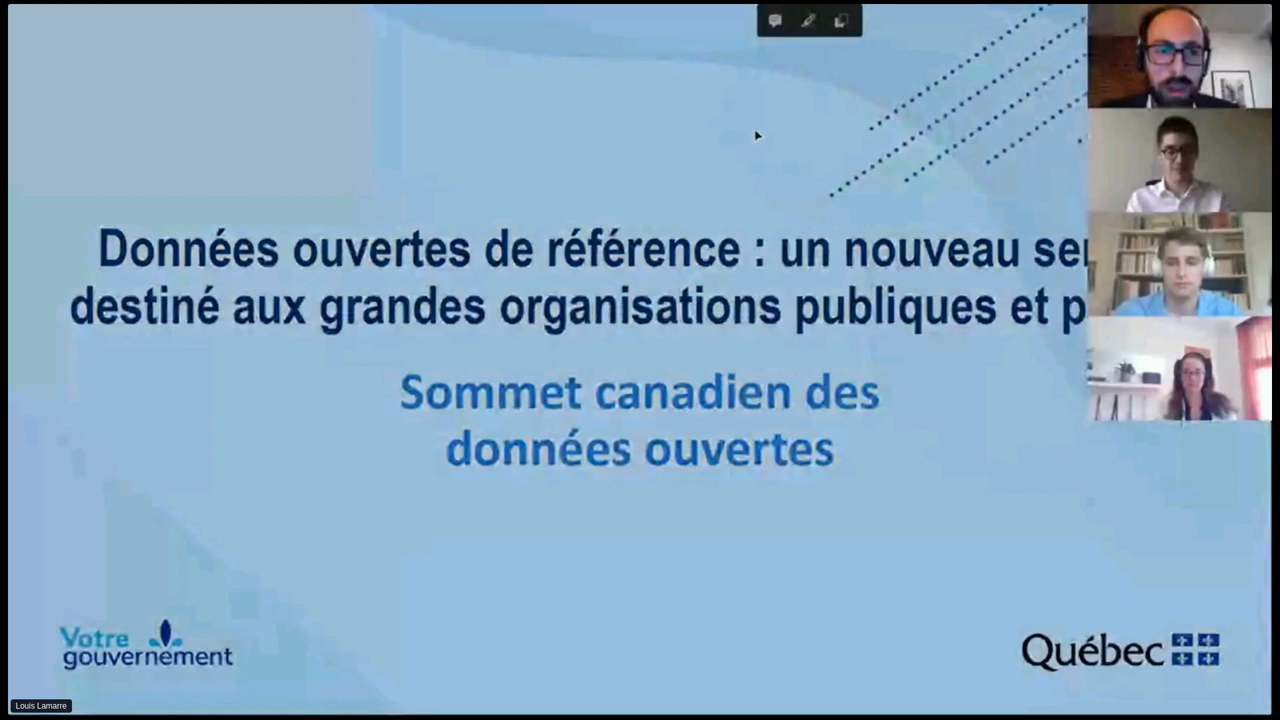 Données ouvertes de référence : un nouveau
destiné aux grandes organisations publiques et
Sommet canadien des
données ouvertes
Votre
gouvernement
Québec
Louis Lamarre